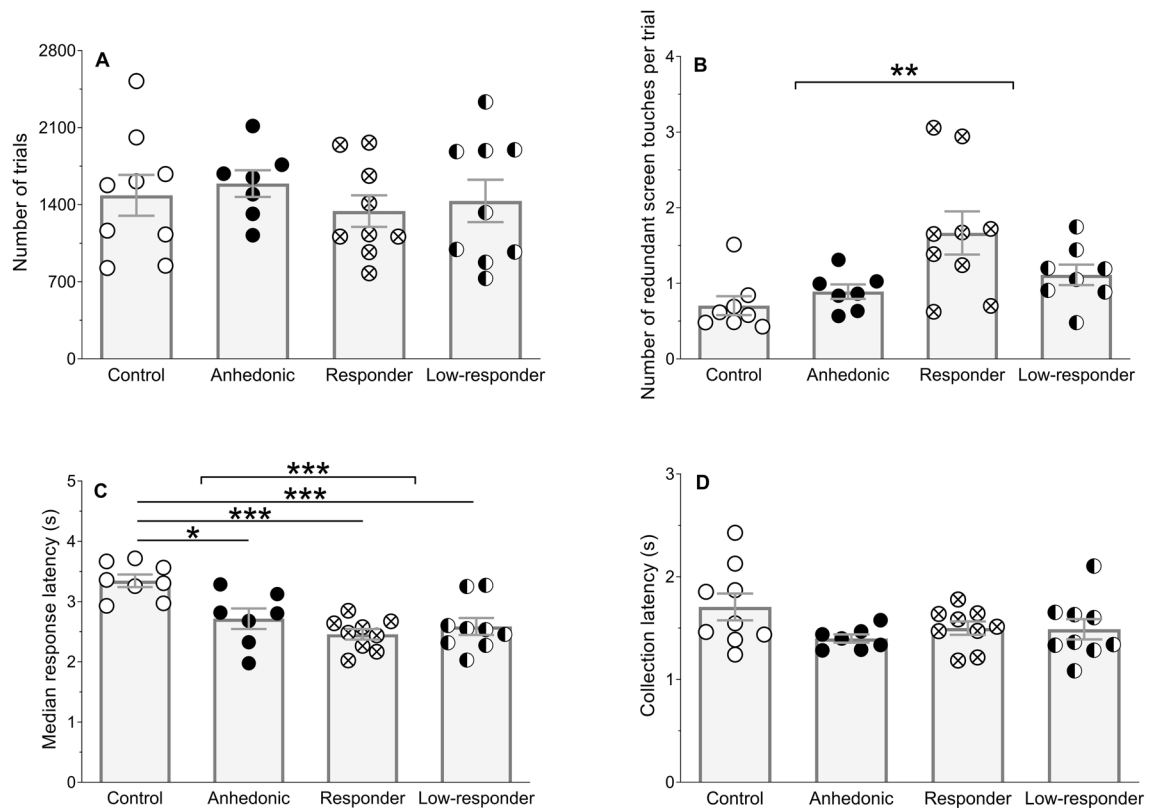 A
Number of trials
2800
2100
1400
700
0
Control Anhedonic Responder Low-responder
B
Number of redundant screen touches per trial
4
3
2
1
0
**
Control Anhedonic Responder Low-responder
C
Median response latency (s)
5
4
3
2
1
0
***
***
***
*
Control Anhedonic Responder Low-responder
D
Collection latency (s)
3
2
1
0
Control Anhedonic Responder Low-responder